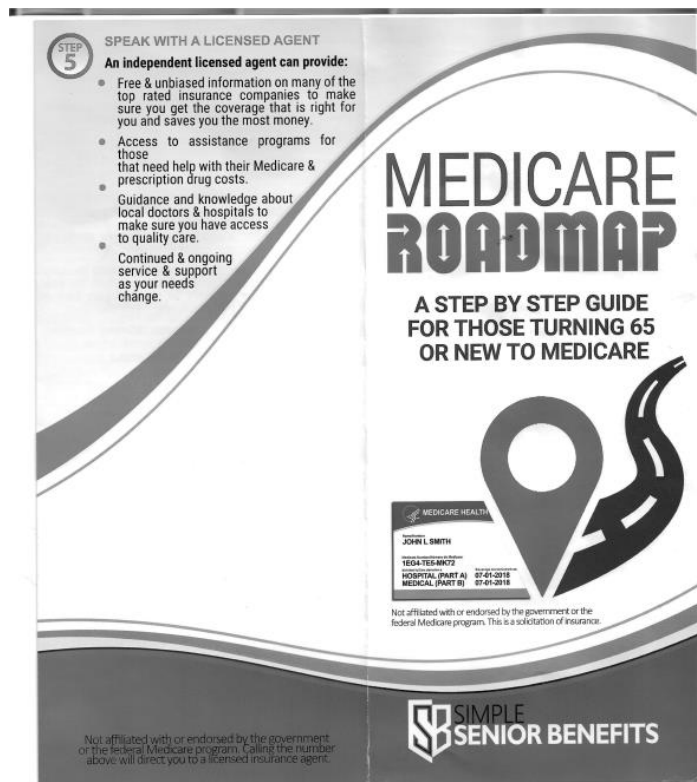 STEP
5
SPEAK WITH A LICENSED AGENT
An independent licensed agent can provide:
Free & unbiased information on many of the
top rated insurance companies to make
sure you get the coverage that is right for
you and saves you the most money.
Access to assistance programs for
those
that need help with their Medicare &
prescription drug costs.
Guidance and knowledge about
local doctors & hospitals to
make sure you have access
to quality care.
Continued & ongoing
service & support
as your needs
change.
Not affiliated with or endorsed by the government
or the federal Medicare program. Calling the number
above will direct you to a licensed insurance agent.
MEDICARE
ROADMAP
A STEP BY STEP GUIDE
FOR THOSE TURNING 65
OR NEW TO MEDICARE
MEDICARE HEALTH
JOHN L SMITH
1EG4-TE5-MK72
HOSPITAL (PART A) 07-01-2018
MEDICAL (PART B) 07-01-2018
Not affiliated with or endorsed by the government or the
federal Medicare program. This is a solicitation of insurance.
SB SIMPLE
SENIOR BENEFITS